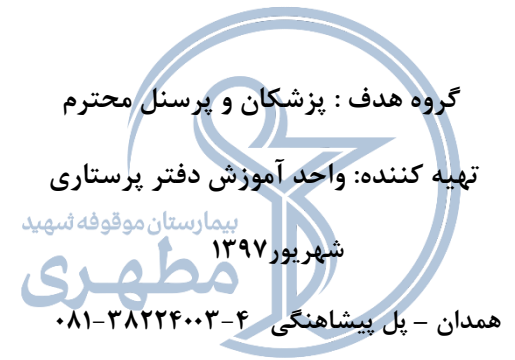 گروه هدف : پزشکان و پرسنل محترم
تهیه کننده: واحد آموزش دفتر پرستاری
بیمارستان موقوفه شهید
شهریور۱۳۹۷
مطهری
همدان – پل پیشاهنگی ۴-۳۸۲۲۴۰۰۳-۰۸۱